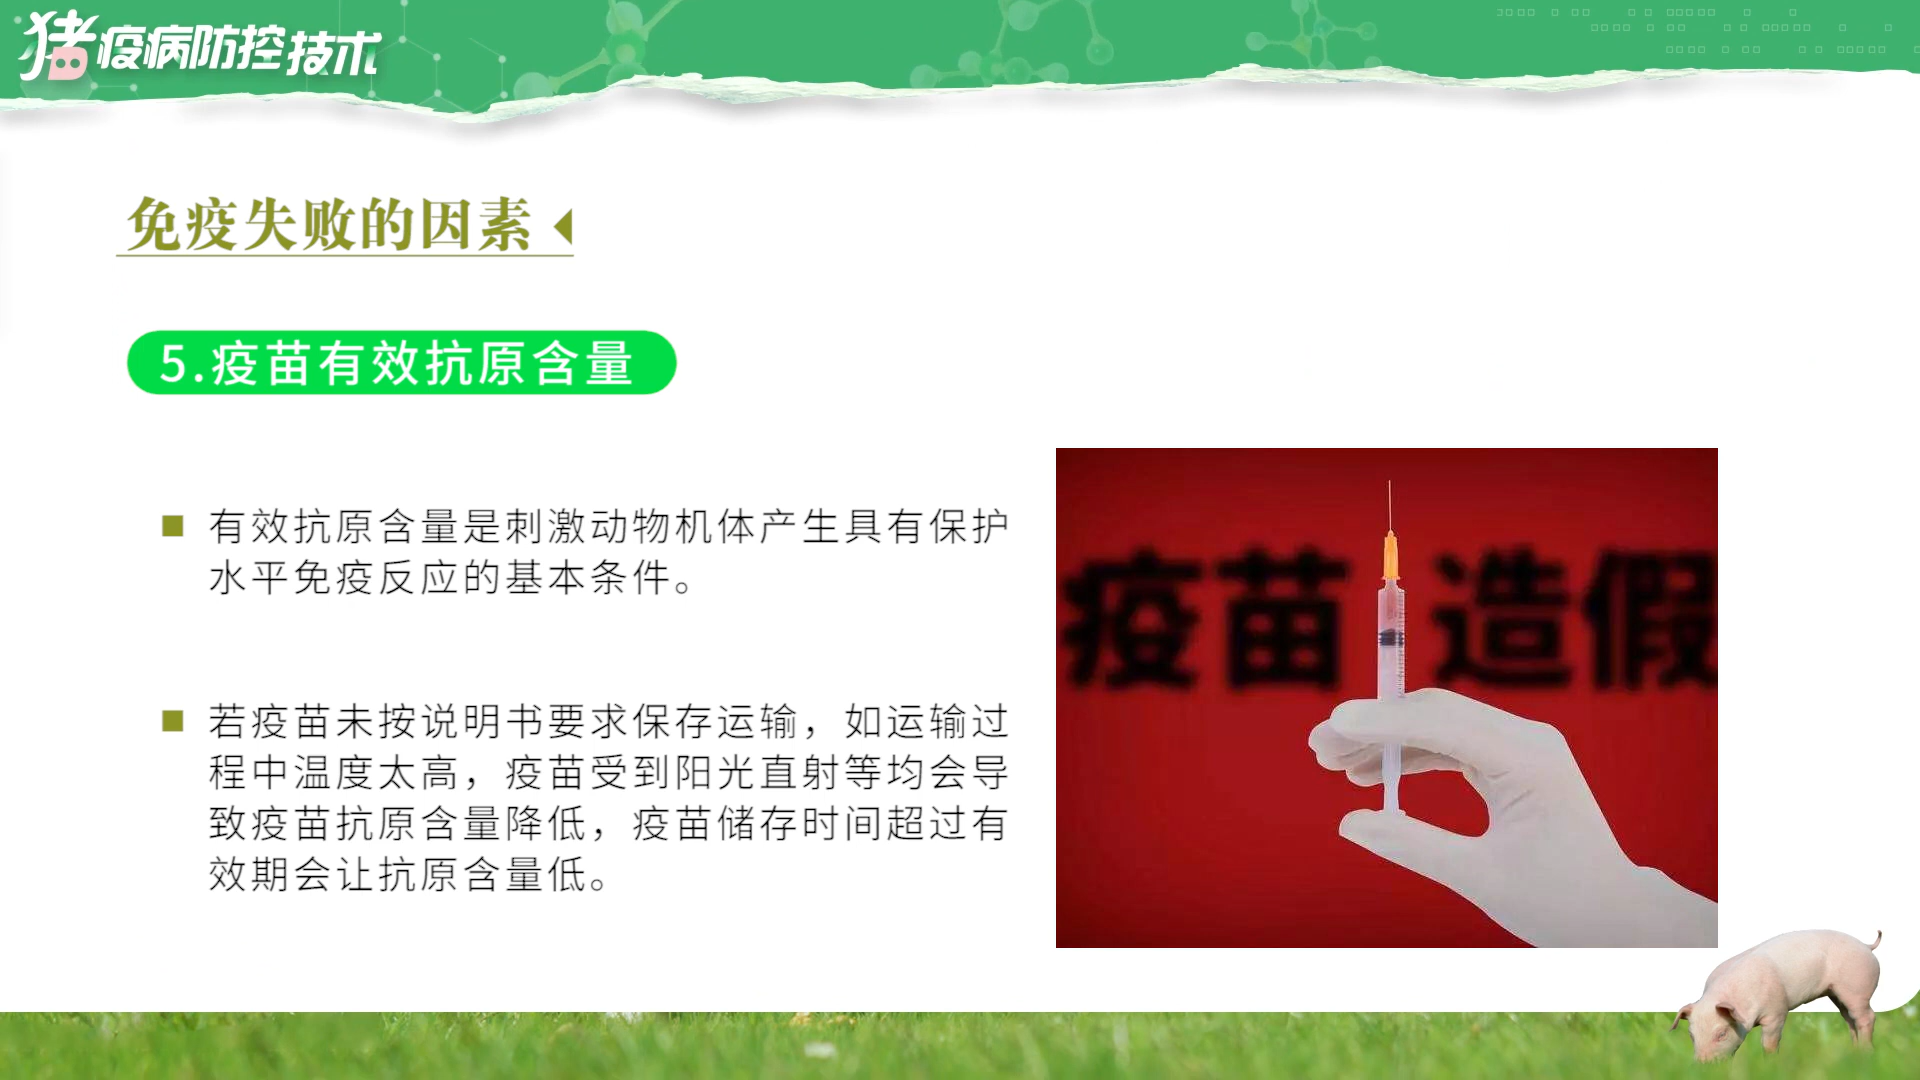 猪疫病防控技术
免疫失败的因素
5.疫苗有效抗原含量
有效抗原含量是刺激动物机体产生具有保护
水平免疫反应的基本条件。
若疫苗未按说明书要求保存运输，如运输过
程中温度太高，疫苗受到阳光直射等均会导
致疫苗抗原含量降低，疫苗储存时间超过有
效期会让抗原含量低。
疫苗 造假